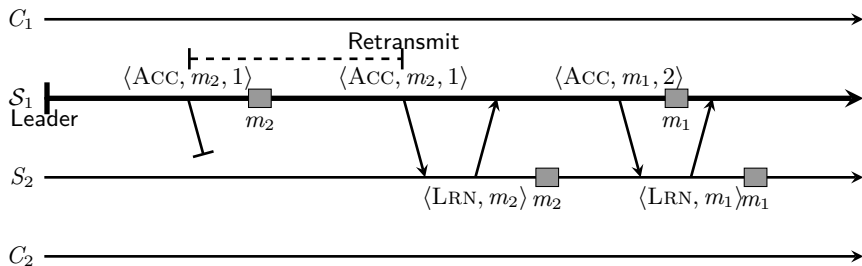 C₁
Retransmit
⟨ACC, m₂, 1⟩ ⟨ACC, m₂, 1⟩ ⟨ACC, m₁, 2⟩
𝒮₁
Leader m₂ m₁
S₂
⟨LRN, m₂⟩ m₂ ⟨LRN, m₁⟩ m₁
C₂